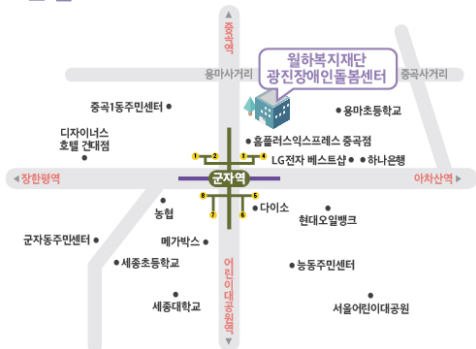 중곡역
월하복지재단
광진장애인돌봄센터
용마사거리
중곡사거리
중곡1동주민센터
용마초등학교
디자이너스
호텔 건대점
홈플러스익스프레스 중곡점
LG전자 베스트샵
하나은행
1 2 3 4
장한평역
군자역
아차산역
8 5
7 6
농협
다이소
현대오일뱅크
군자동주민센터
메가박스
세종초등학교
능동주민센터
어린이대공원역
세종대학교
서울어린이대공원